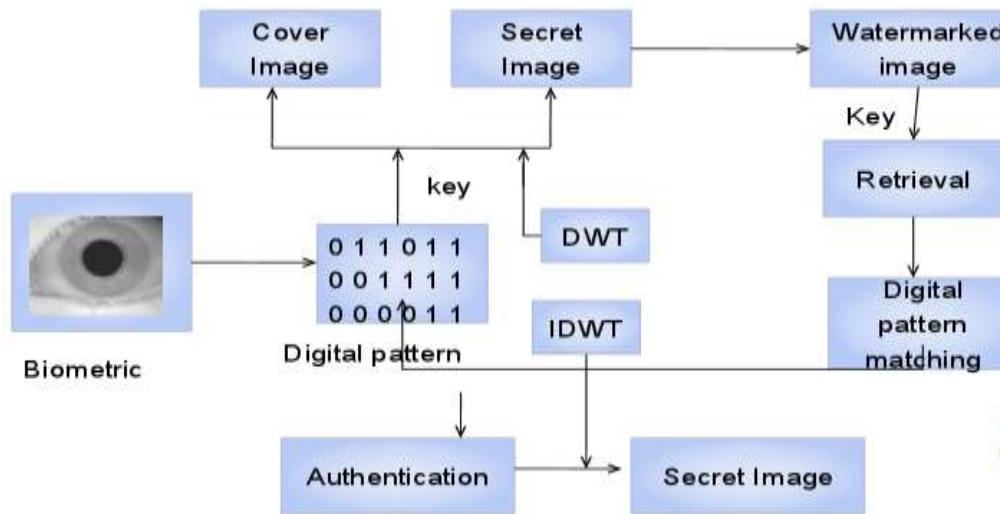 Cover
Image
Secret
Image
Watermarked
image
Key
Retrieval
key
DWT
0 1 1 0 1 1
0 0 1 1 1 1
0 0 0 0 1 1
Digital pattern
IDWT
Digital
pattern
matching
Biometric
Authentication
Secret Image